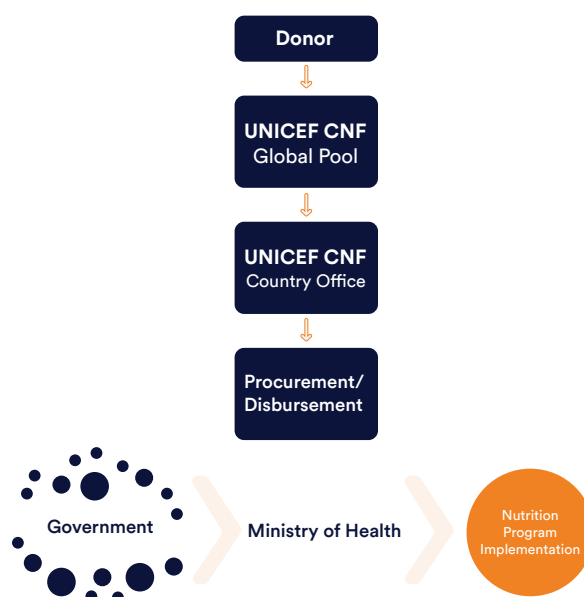 Donor
UNICEF CNF
Global Pool
UNICEF CNF
Country Office
Procurement/
Disbursement
Government
Ministry of Health
Nutrition
Program
Implementation